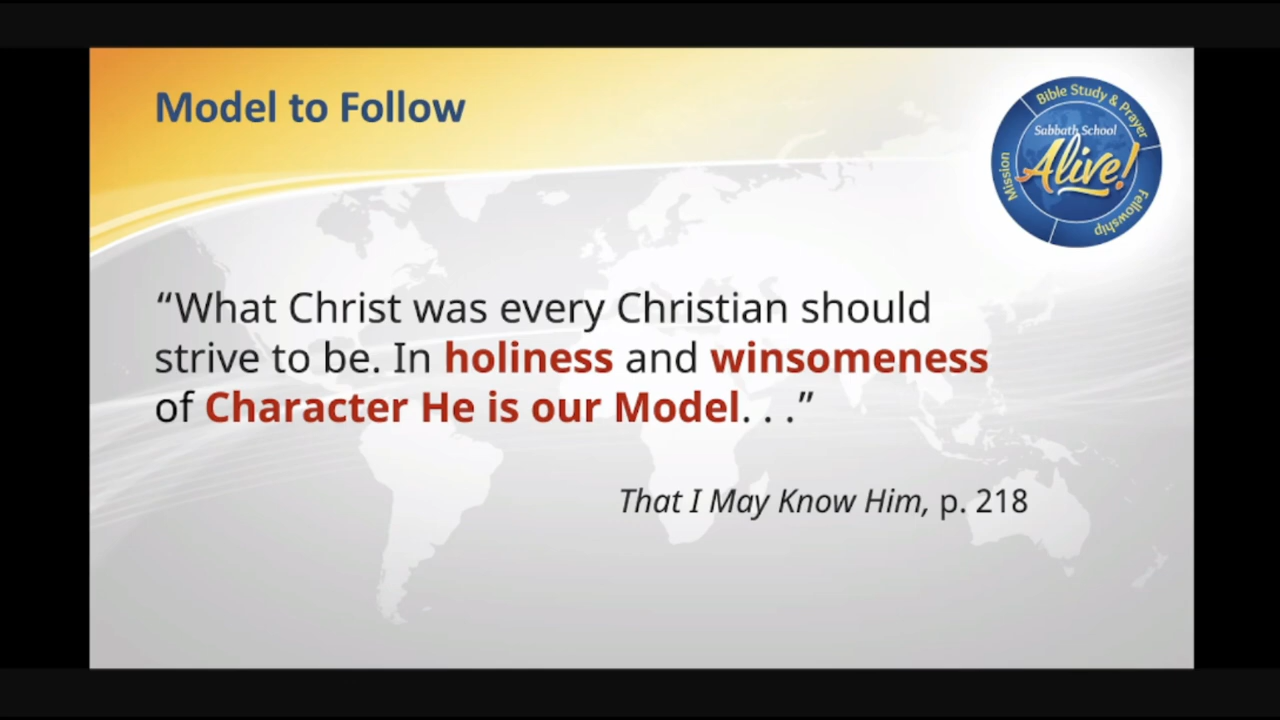 Model to Follow
Bible Study & Prayer
Sabbath School
Alive!
Mission
Fellowship
“What Christ was every Christian should
strive to be. In holiness and winsomeness
of Character He is our Model. . .”
That I May Know Him, p. 218